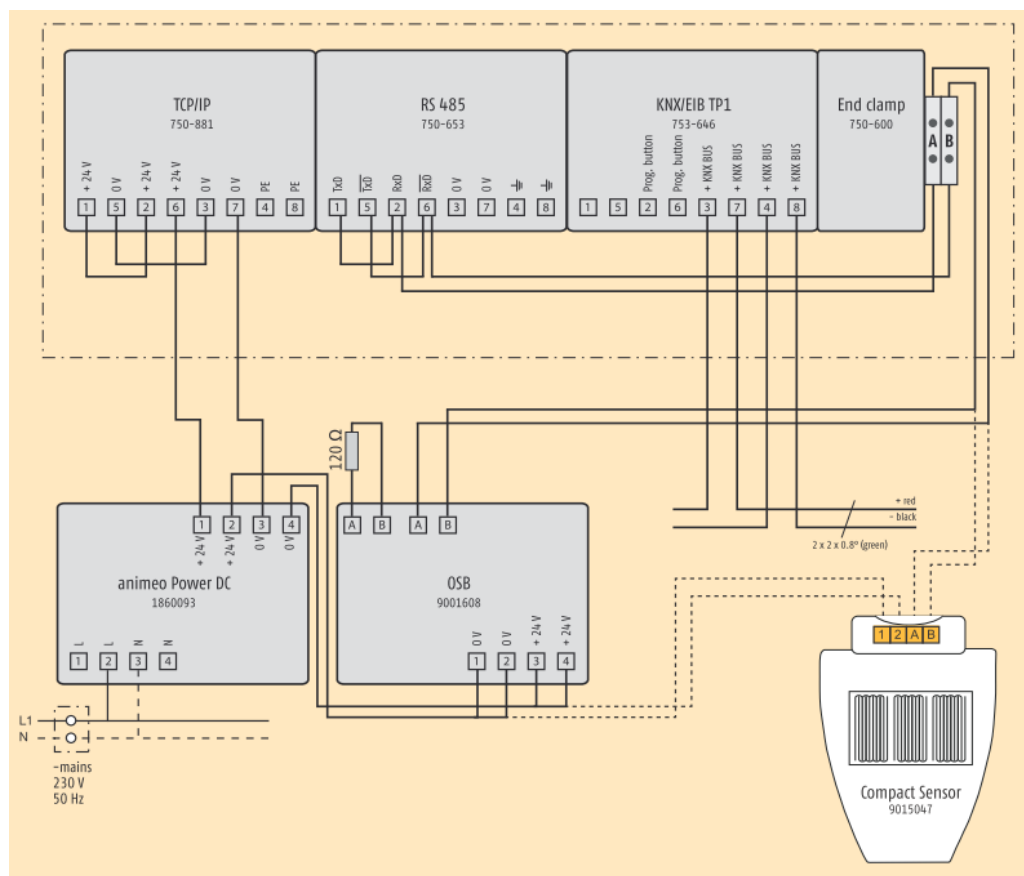 TCP/IP
750-881
RS 485
750-653
KNX/EIB TP1
753-646
End clamp
750-600
+ 24 V
0 V
+ 24 V
+ 24 V
0 V
0 V
PE
PE
TxD
TxD
RxD
RxD
0 V
0 V
Prog. button
Prog. button
+ KNX BUS
+ KNX BUS
+ KNX BUS
+ KNX BUS
A
B
1
5
2
6
3
7
4
8
1
5
2
6
3
7
4
8
1
5
2
6
3
7
4
8
120 Ω
1
2
3
4
+ 24 V
+ 24 V
0 V
0 V
A
B
A
B
+ red
- black
2 x 2 x 0.8º (green)
animeo Power DC
1860093
OSB
9001608
L
L
N
N
1
2
3
4
0 V
0 V
+ 24 V
+ 24 V
1
2
3
4
1
2
A
B
L1
N
~mains
230 V
50 Hz
Compact Sensor
9015047